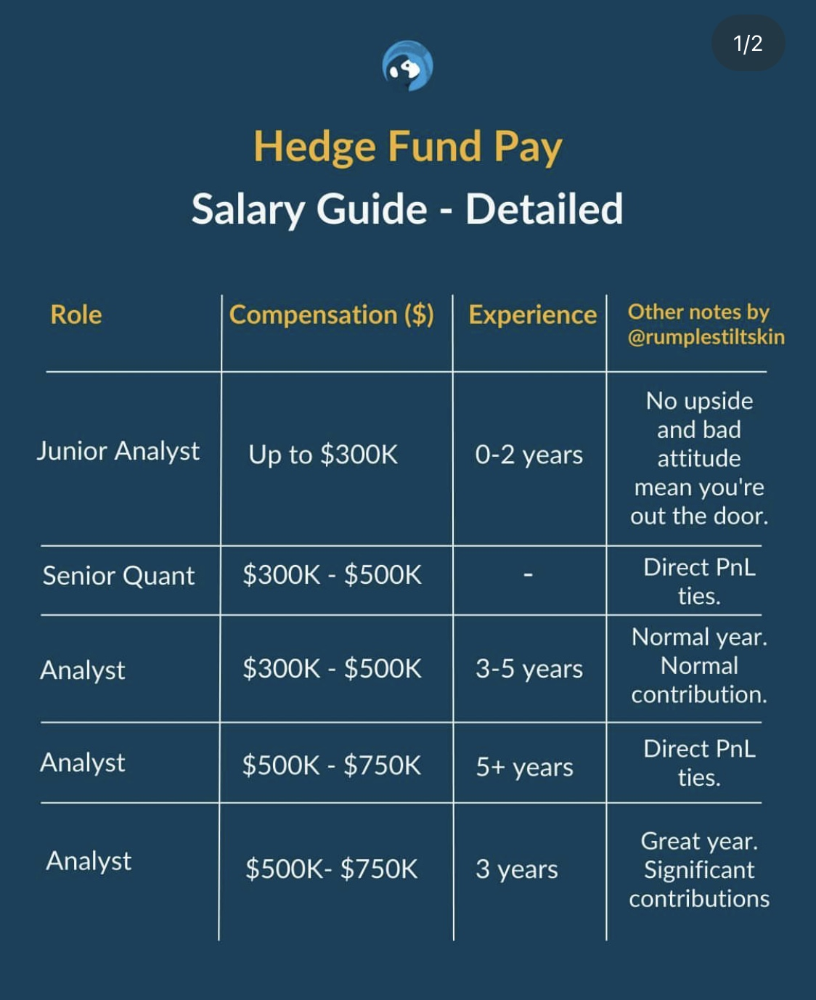 1/2
Hedge Fund Pay
Salary Guide - Detailed
Role
Compensation ($)
Experience
Other notes by
@rumplestiltskin
Junior Analyst
Up to $300K
0-2 years
No upside
and bad
attitude
mean you're
out the door.
Senior Quant
$300K - $500K
-
Direct PnL
ties.
Analyst
$300K - $500K
3-5 years
Normal year.
Normal
contribution.
Analyst
$500K - $750K
5+ years
Direct PnL
ties.
Analyst
$500K- $750K
3 years
Great year.
Significant
contributions